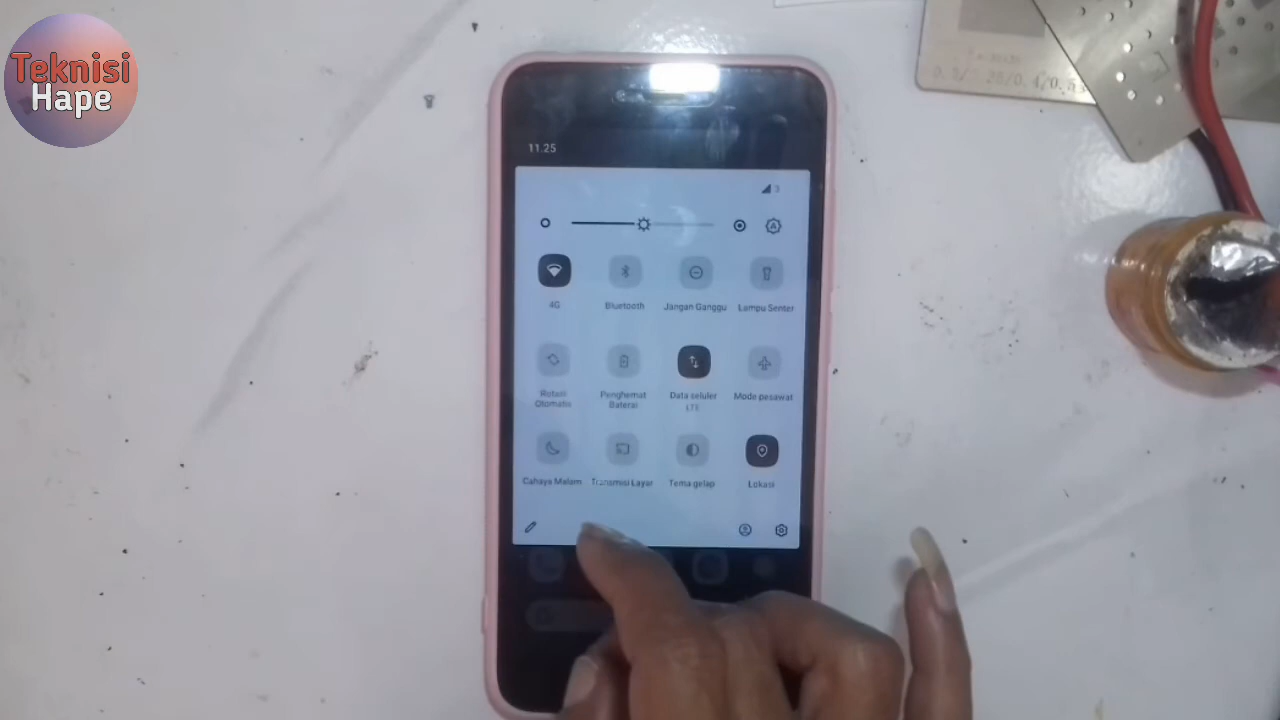 Teknisi
Hape
11.25
4G
Bluetooth
Jangan Ganggu
Lampu Senter
Rotasi
Otomatis
Penghemat
Baterai
Data seluler
LTE
Mode pesawat
Cahaya Malam
Transmisi Layar
Tema gelap
Lokasi